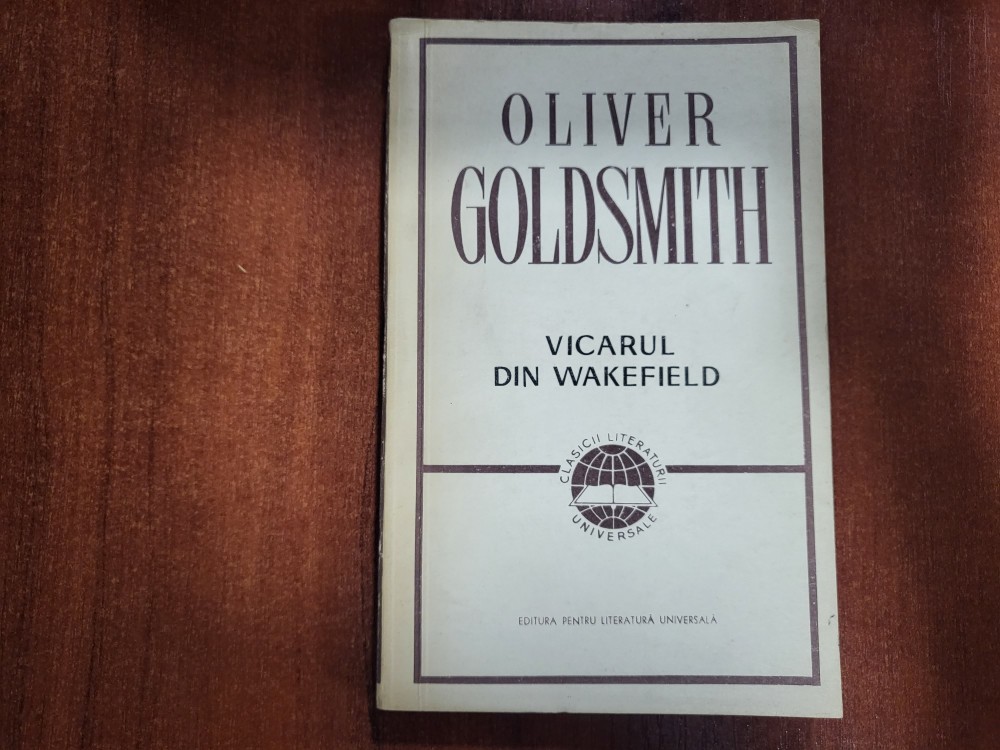 OLIVER
GOLDSMITH
VICARUL
DIN WAKEFIELD
CLASICII LITERATURII
UNIVERSALE
EDITURA PENTRU LITERATURĂ UNIVERSALĂ